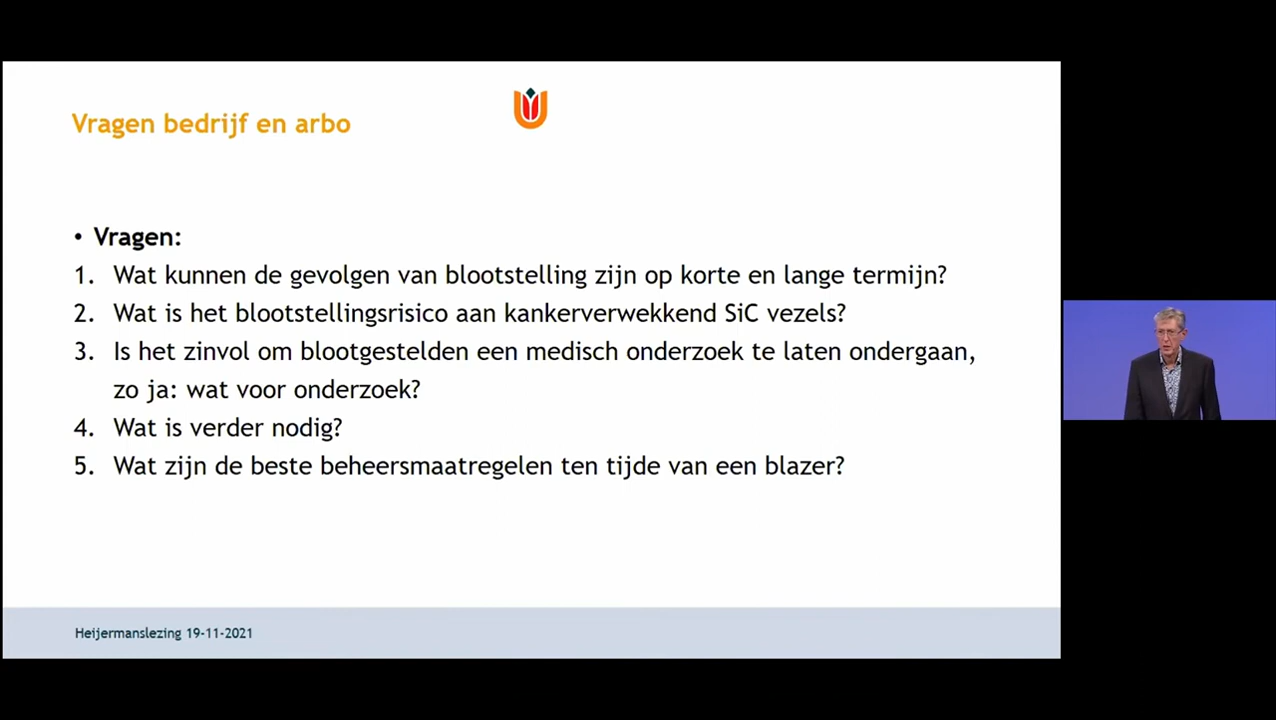 Vragen bedrijf en arbo
• Vragen:
1. Wat kunnen de gevolgen van blootstelling zijn op korte en lange termijn?
2. Wat is het blootstellingsrisico aan kankerverwekkend SiC vezels?
3. Is het zinvol om blootgestelden een medisch onderzoek te laten ondergaan,
zo ja: wat voor onderzoek?
4. Wat is verder nodig?
5. Wat zijn de beste beheersmaatregelen ten tijde van een blazer?
Heijermanslezing 19-11-2021